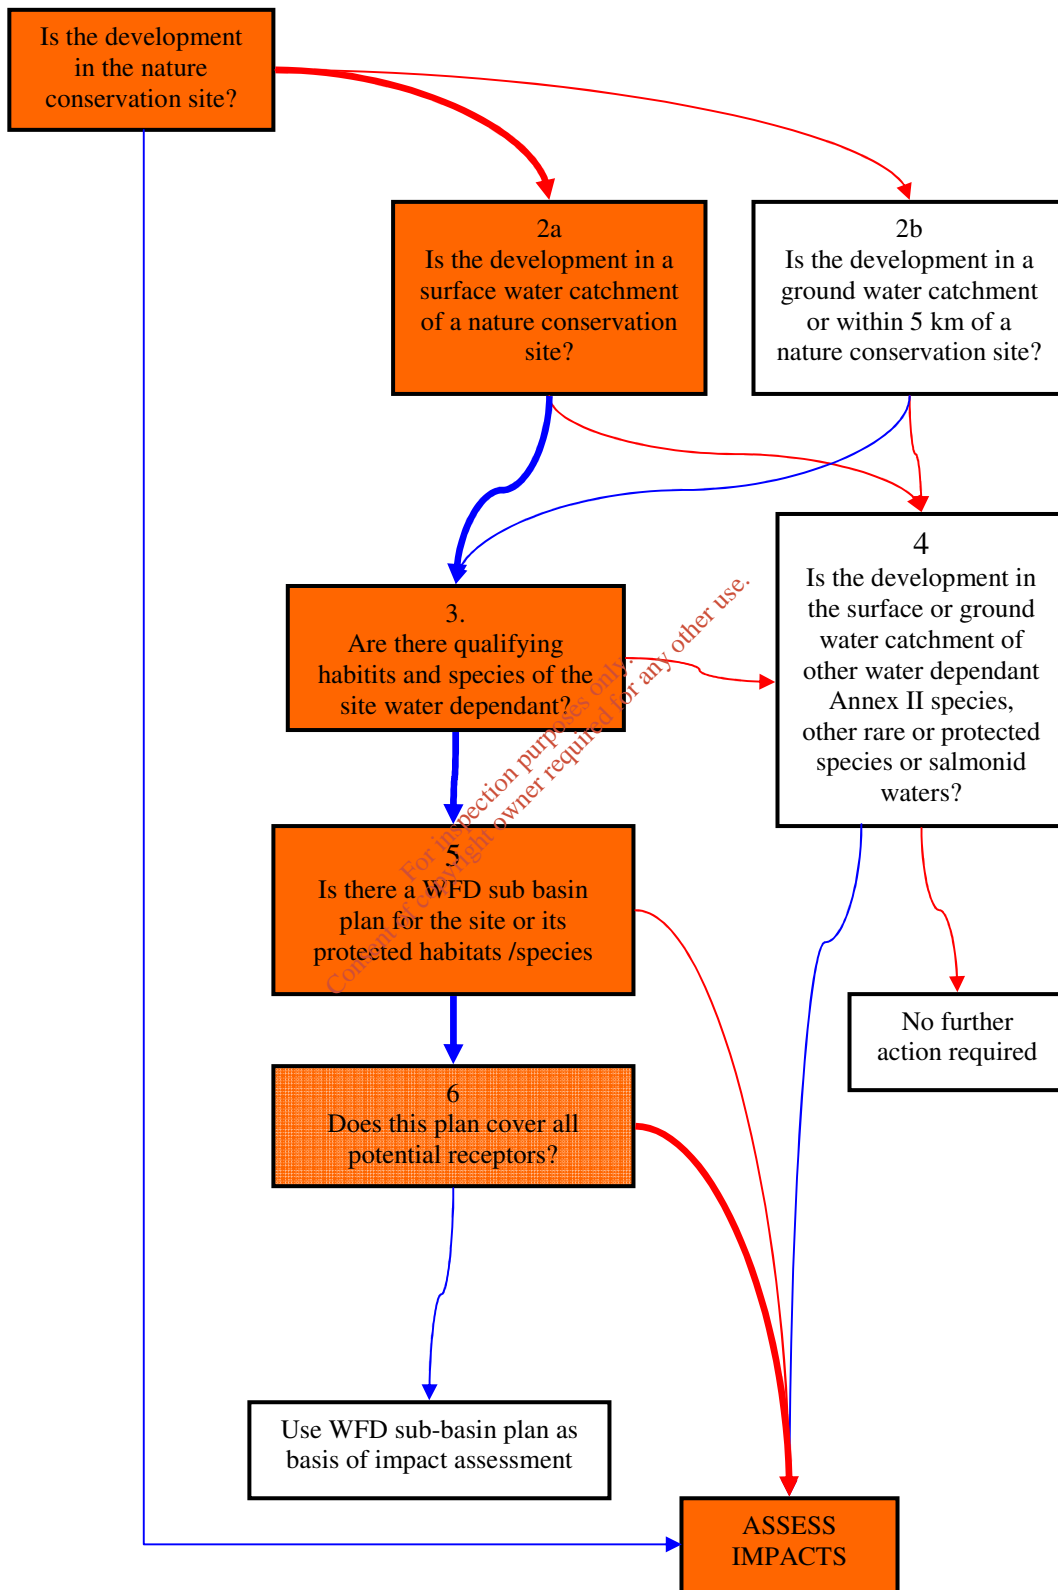 Is the development
in the nature
conservation site?
2a
Is the development in a
surface water catchment
of a nature conservation
site?
2b
Is the development in a
ground water catchment
or within 5 km of a
nature conservation site?
3.
Are there qualifying
habitits and species of the
site water dependant?
4
Is the development in
the surface or ground
water catchment of
other water dependant
Annex II species,
other rare or protected
species or salmonid
waters?
For inspection purposes only.
Consent of copyright owner required for any other use.
5
Is there a WFD sub basin
plan for the site or its
protected habitats /species
No further
action required
6
Does this plan cover all
potential receptors?
Use WFD sub-basin plan as
basis of impact assessment
ASSESS
IMPACTS